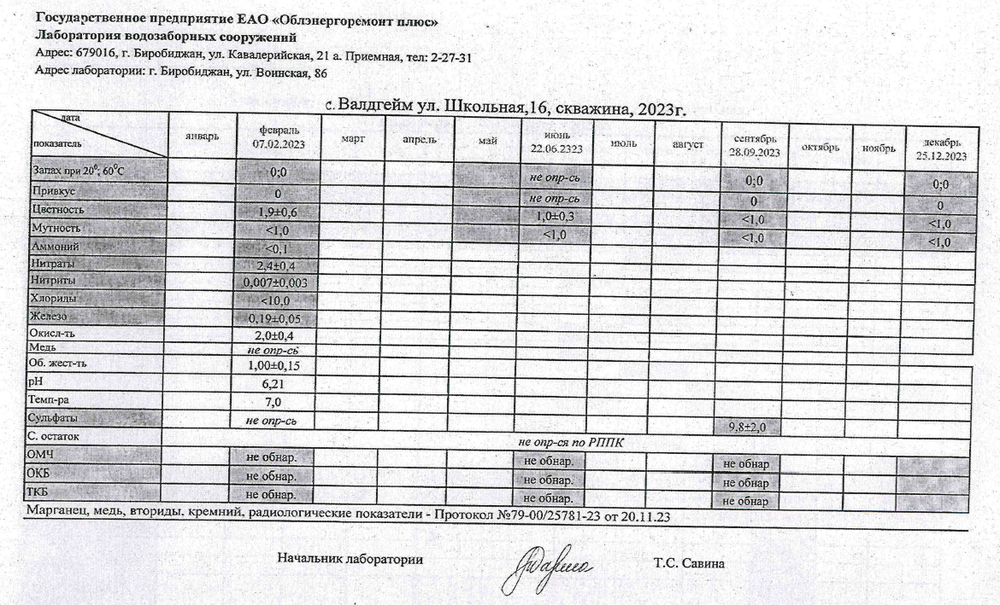 Государственное предприятие ЕАО «Облэнергоремонт плюс»
Лаборатория водозаборных сооружений
Адрес: 679016, г. Биробиджан, ул. Кавалерийская, 21 а. Приемная, тел: 2-27-31
Адрес лаборатории: г. Биробиджан, ул. Воинская, 86
с. Валдгейм ул. Школьная,16, скважина, 2023г.
дата показатель январь февраль 07.02.2023 март апрель май июнь 22.06.2323 июль август сентябрь 28.09.2023 октябрь ноябрь декабрь 25.12.2023
Запах при 20⁰; 60⁰С 0;0 не опр-сь 0;0 0;0
Привкус 0 не опр-сь 0 0
Цветность 1,9±0,6 1,0±0,3 <1,0 <1,0
Мутность <1,0 <1,0 <1,0 <1,0
Аммоний <0,1
Нитраты 2,4±0,4
Нитриты 0,007±0,003
Хлориды <10,0
Железо 0,19±0,05
Окисл-ть 2,0±0,4
Медь не опр-сь
Об. жест-ть 1,00±0,15
рН 6,21
Темп-ра 7,0
Сульфаты не опр-сь 9,8±2,0
С. остаток не опр-ся по РППК
ОМЧ не обнар. не обнар. не обнар
ОКБ не обнар. не обнар. не обнар
ТКБ не обнар. не обнар. не обнар
Марганец, медь, вториды, кремний, радиологические показатели - Протокол №79-00/25781-23 от 20.11.23
Начальник лаборатории Т.С. Савина